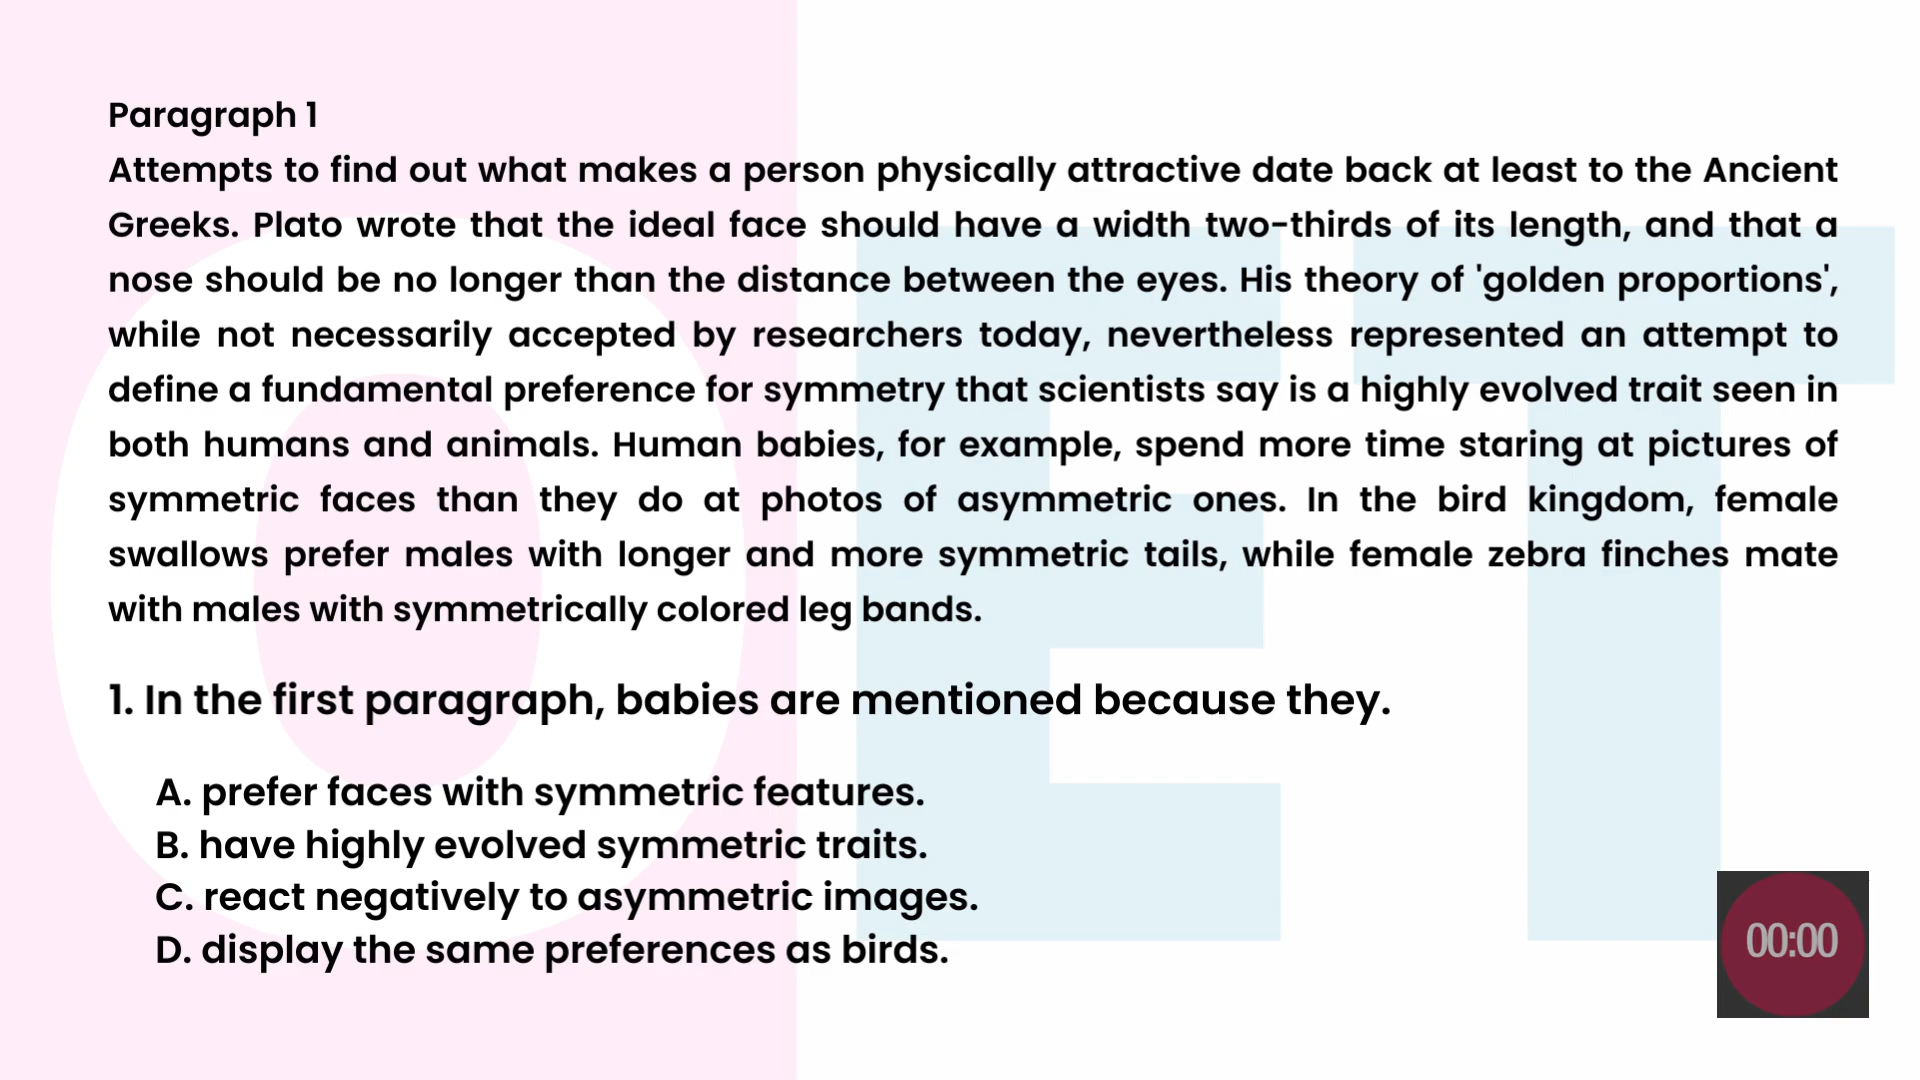 Paragraph 1
Attempts to find out what makes a person physically attractive date back at least to the Ancient
Greeks. Plato wrote that the ideal face should have a width two-thirds of its length, and that a
nose should be no longer than the distance between the eyes. His theory of 'golden proportions',
while not necessarily accepted by researchers today, nevertheless represented an attempt to
define a fundamental preference for symmetry that scientists say is a highly evolved trait seen in
both humans and animals. Human babies, for example, spend more time staring at pictures of
symmetric faces than they do at photos of asymmetric ones. In the bird kingdom, female
swallows prefer males with longer and more symmetric tails, while female zebra finches mate
with males with symmetrically colored leg bands.
1. In the first paragraph, babies are mentioned because they.
A. prefer faces with symmetric features.
B. have highly evolved symmetric traits.
C. react negatively to asymmetric images.
D. display the same preferences as birds.
00:00
OET